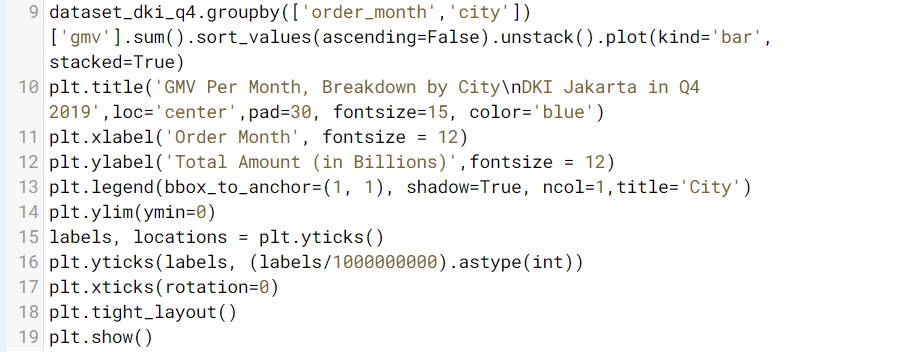 9 dataset_dki_q4.groupby(['order_month','city'])
['gmv'].sum().sort_values(ascending=False).unstack().plot(kind='bar',
stacked=True)
10 plt.title('GMV Per Month, Breakdown by City\nDKI Jakarta in Q4
2019',loc='center',pad=30, fontsize=15, color='blue')
11 plt.xlabel('Order Month', fontsize = 12)
12 plt.ylabel('Total Amount (in Billions)',fontsize = 12)
13 plt.legend(bbox_to_anchor=(1, 1), shadow=True, ncol=1,title='City')
14 plt.ylim(ymin=0)
15 labels, locations = plt.yticks()
16 plt.yticks(labels, (labels/1000000000).astype(int))
17 plt.xticks(rotation=0)
18 plt.tight_layout()
19 plt.show()